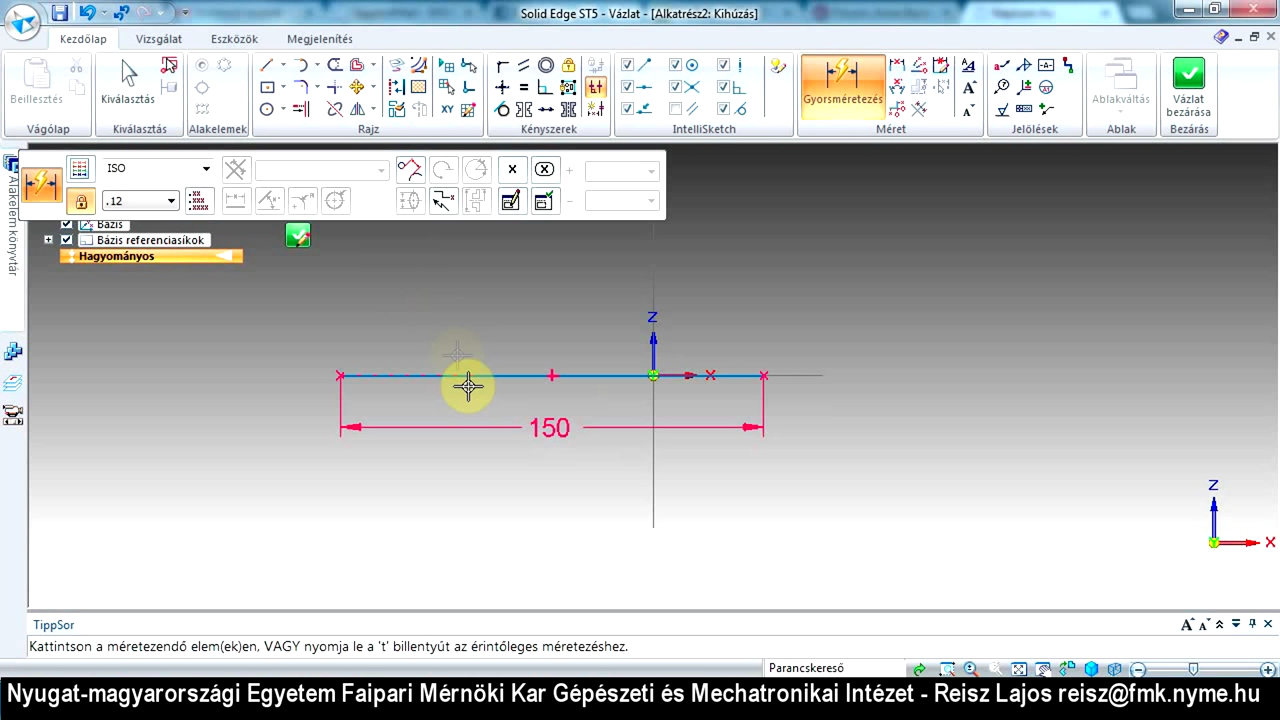 Solid Edge ST5 - Vázlat - [Alkatrész2: Kihúzás]
Kezdőlap Vizsgálat Eszközök Megjelenítés
Beillesztés Kiválasztás Gyorsméretezés Ablakváltás Vázlat bezárása
XY
Vágólap Kiválasztás Alakelemek Rajz Kényszerek IntelliSketch Méret Jelölések Ablak Bezárás
ISO
.12
Alakelem könyvtár
Bázis
Bázis referenciasíkok
Hagyományos
Z
X
150
Z
X
TippSor
Kattintson a méretezendő elem(ek)en, VAGY nyomja le a 't' billentyűt az érintőleges méretezéshez.
Parancskereső
Nyugat-magyarországi Egyetem Faipari Mérnöki Kar Gépészeti és Mechatronikai Intézet - Reisz Lajos reisz@fmk.nyme.hu